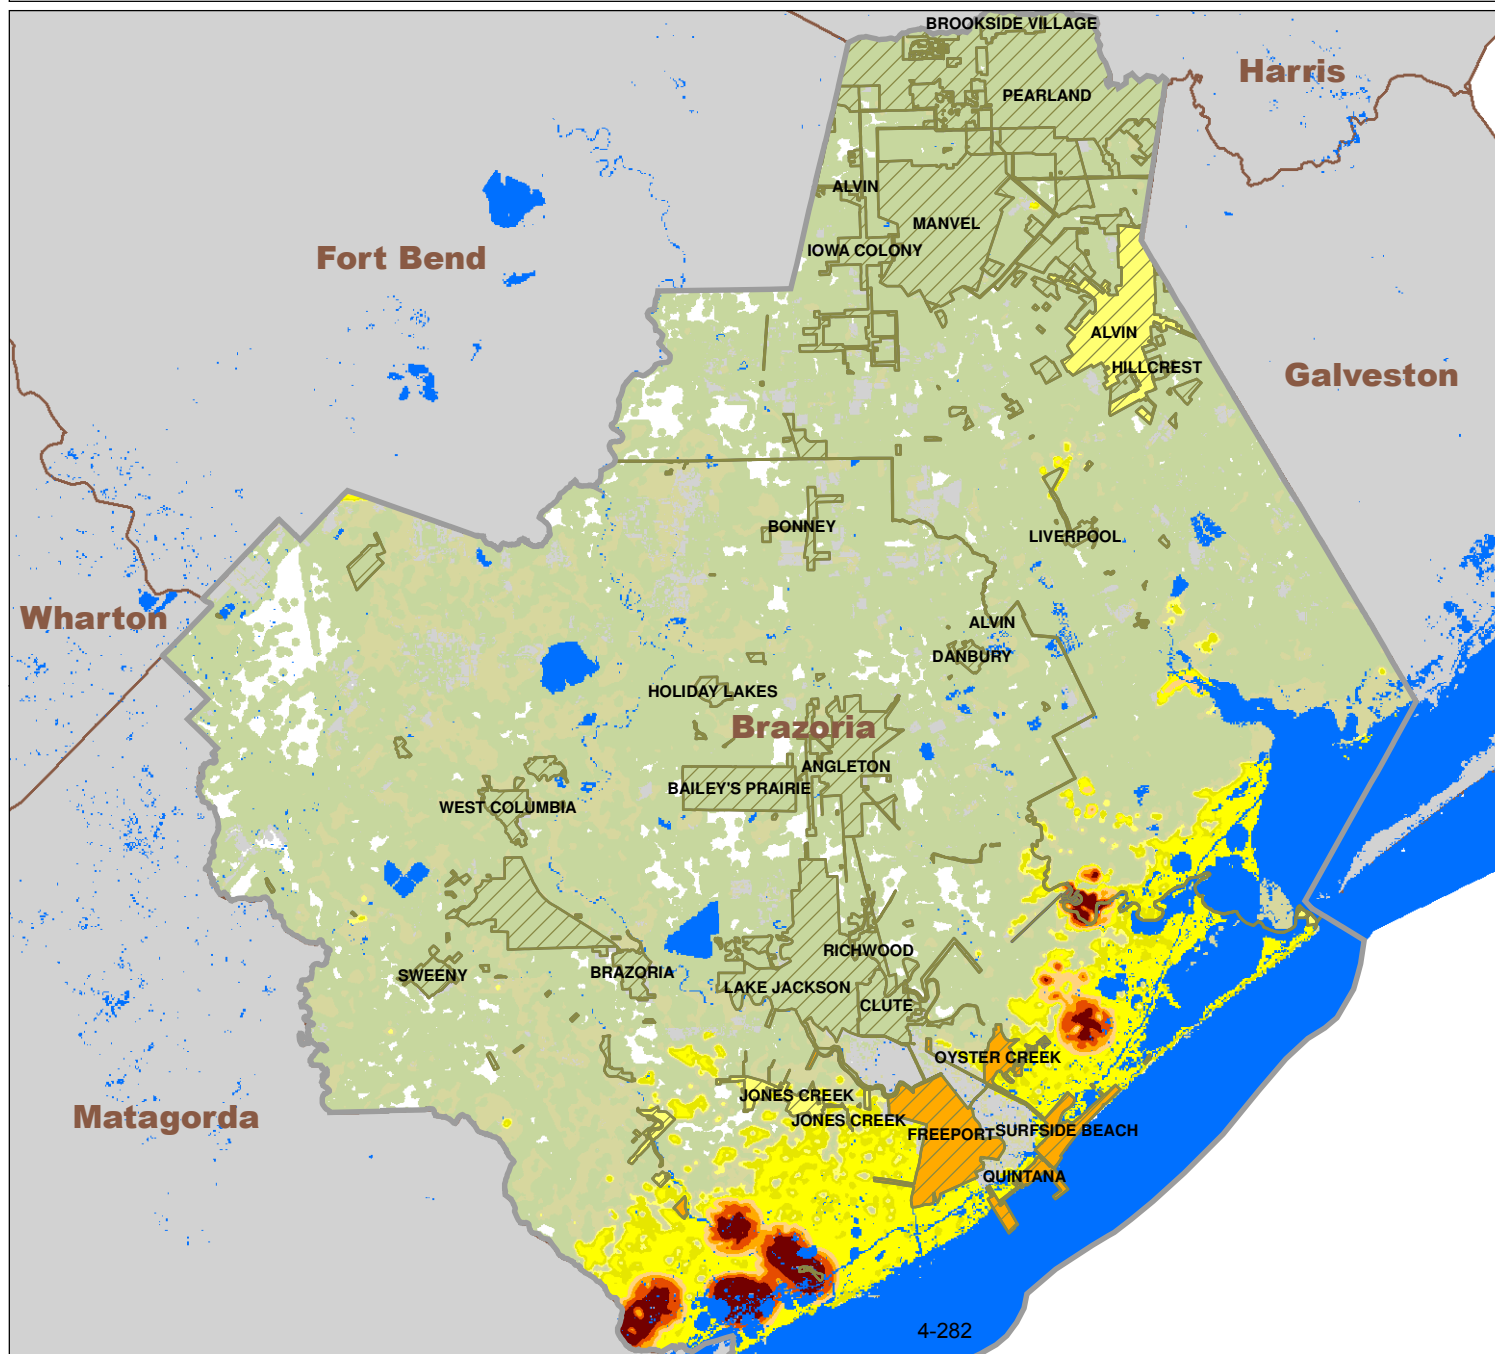 BROOKSIDE VILLAGE
Harris
PEARLAND
ALVIN
MANVEL
IOWA COLONY
Fort Bend
ALVIN
HILLCREST
Galveston
BONNEY
LIVERPOOL
Wharton
ALVIN
DANBURY
HOLIDAY LAKES
Brazoria
ANGLETON
BAILEY'S PRAIRIE
WEST COLUMBIA
RICHWOOD
BRAZORIA
SWEENY
LAKE JACKSON
CLUTE
OYSTER CREEK
JONES CREEK
Matagorda
JONES CREEK
FREEPORT
SURFSIDE BEACH
QUINTANA
4-282